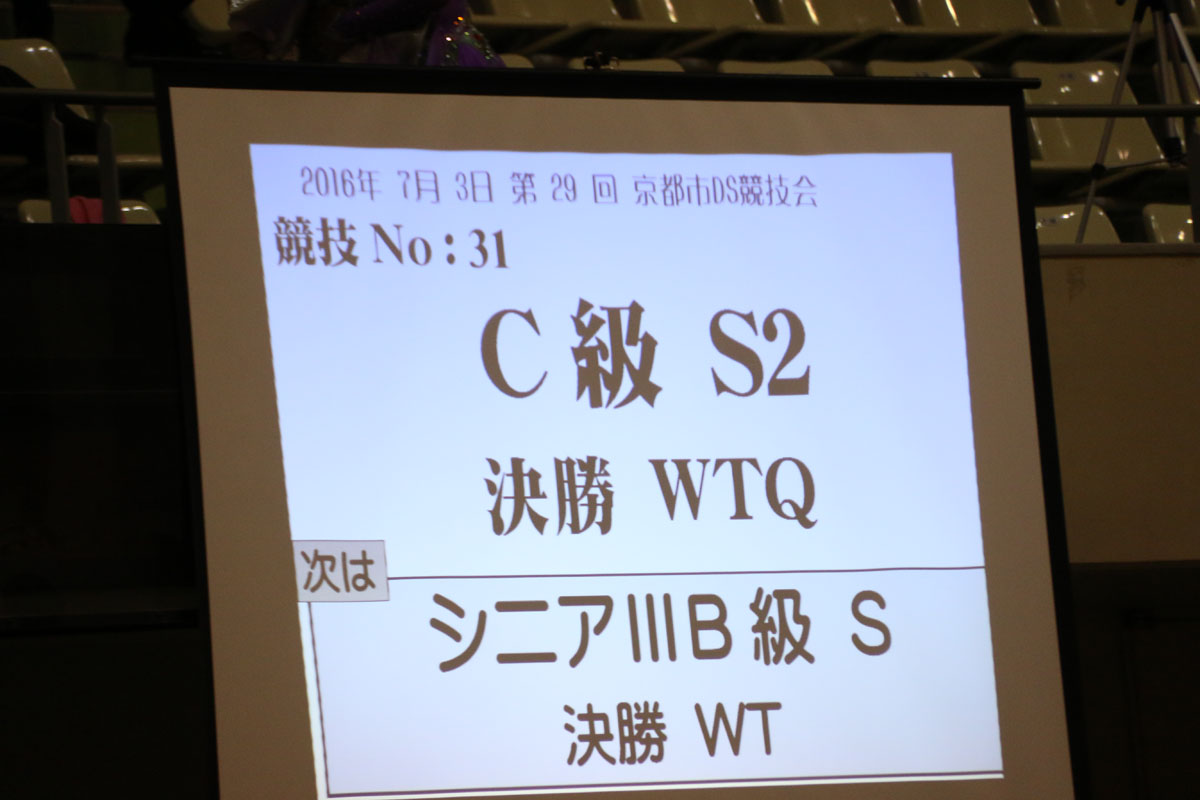 2016年 7月 3日 第 29 回 京都市DS競技会
競技 No : 31
C 級 S2
決勝 WTQ
次は
シニアⅢB 級 S
決勝 WT